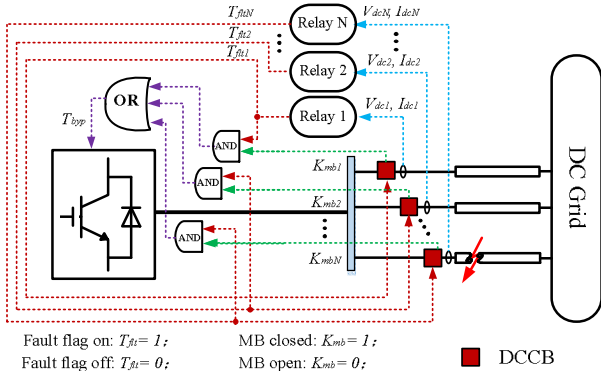 T_fltN
Relay N
V_dcN, I_dcN
T_flt2
Relay 2
V_dc2, I_dc2
T_flt1
Relay 1
V_dc1, I_dc1
OR
T_byp
AND
AND
AND
K_mb1
K_mb2
K_mbN
DC Grid
Fault flag on: T_flt = 1;
MB closed: K_mb = 1;
Fault flag off: T_flt = 0;
MB open: K_mb = 0;
DCCB